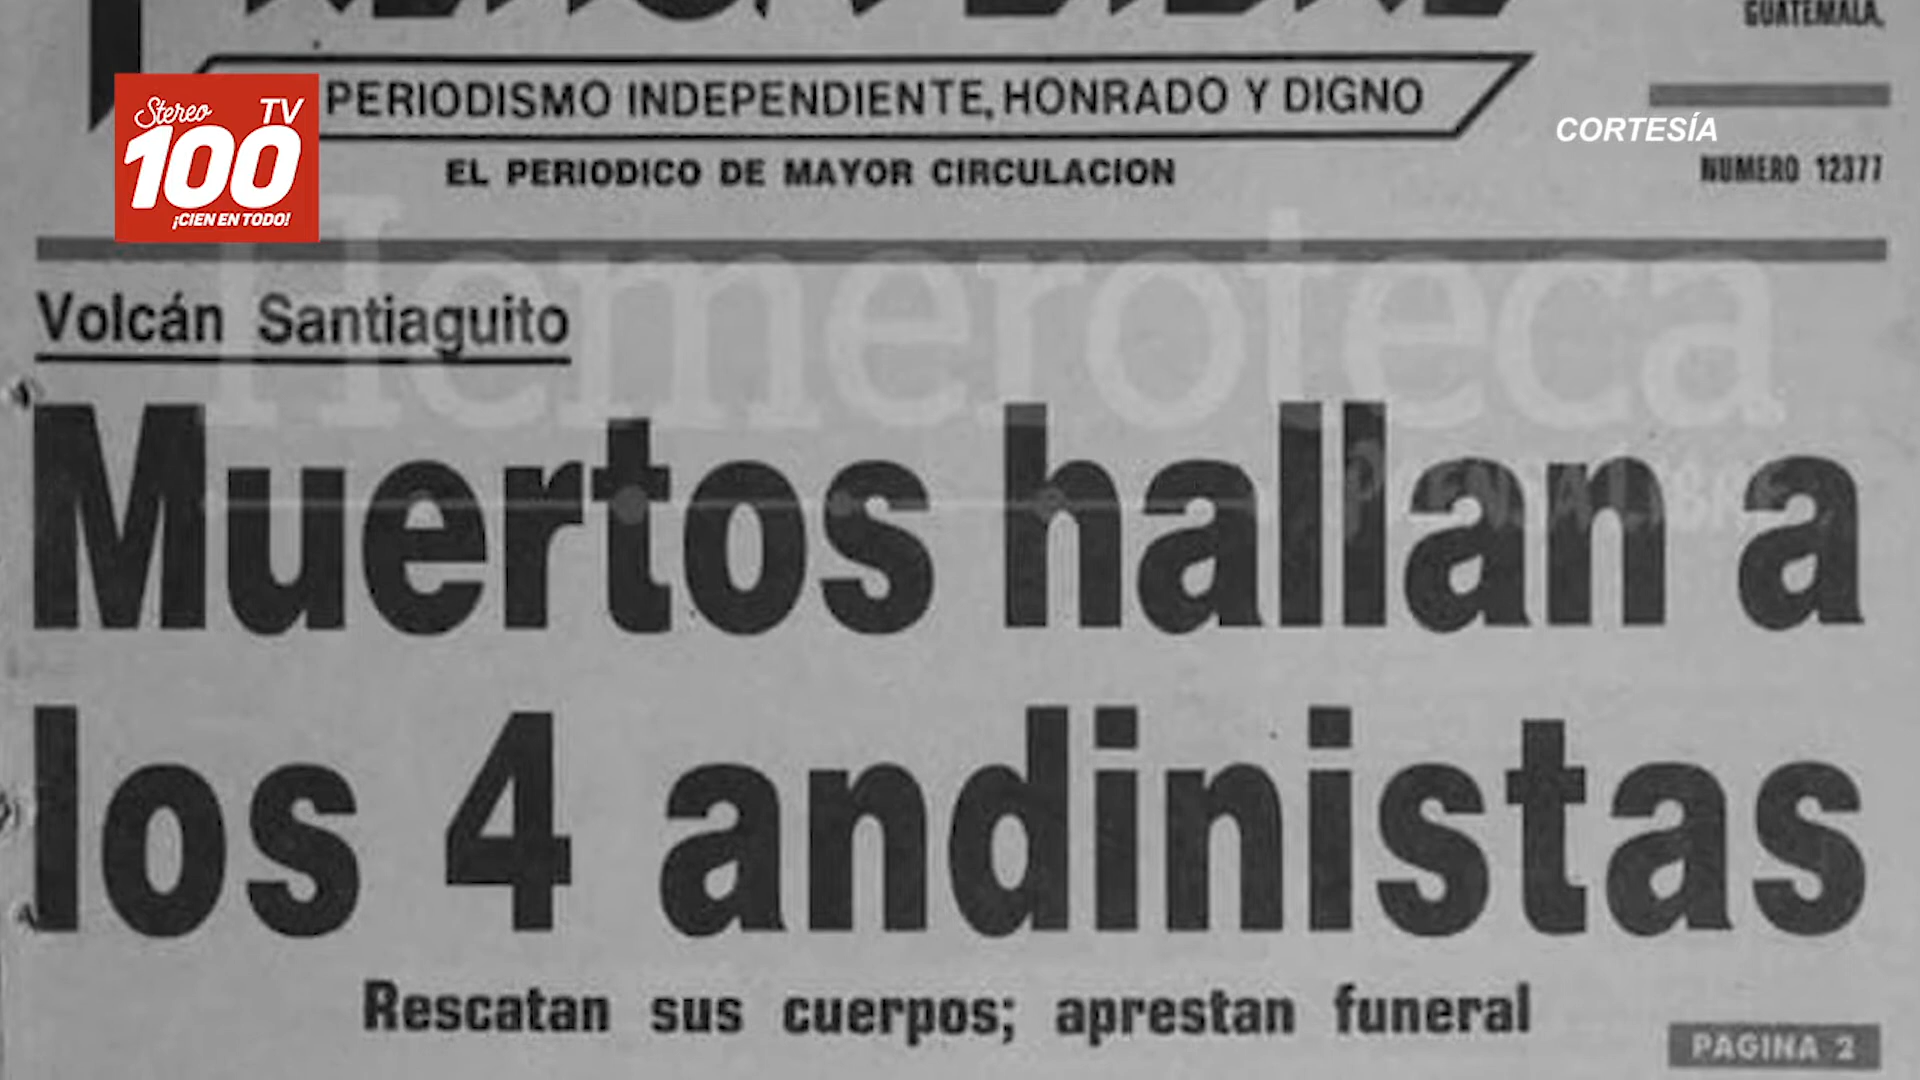 GUATEMALA,
PERIODISMO INDEPENDIENTE, HONRADO Y DIGNO
Stereo TV
100
¡CIEN EN TODO!
CORTESÍA
EL PERIODICO DE MAYOR CIRCULACION
NUMERO 12377
Hemeroteca
Volcán Santiaguito
Muertos hallan a
los 4 andinistas
Rescatan sus cuerpos; aprestan funeral
PAGINA 2